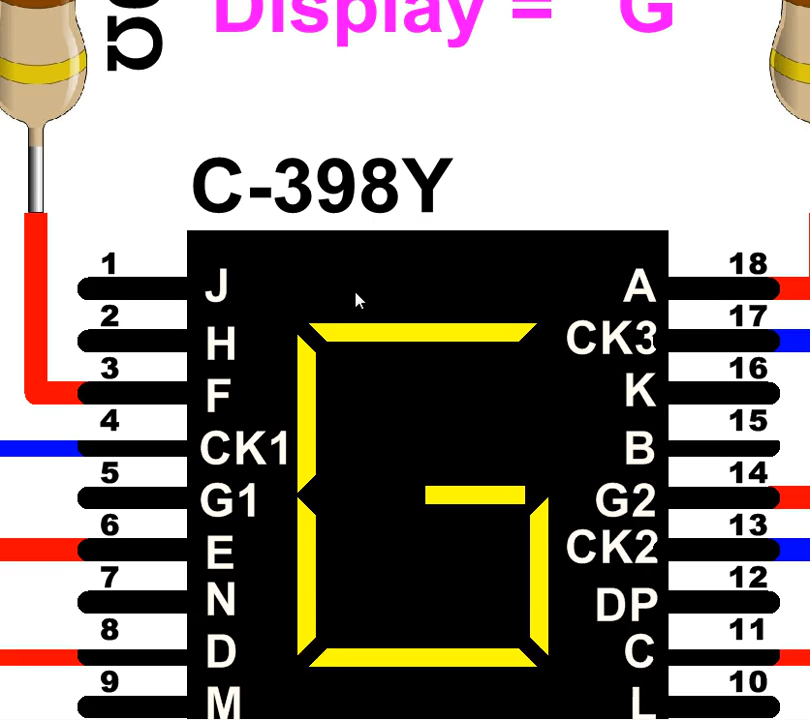 Display = "G
Ω
C-398Y
1 J A 18
2 H CK3 17
3 F K 16
4 CK1 B 15
5 G1 G2 14
6 E CK2 13
7 N DP 12
8 D C 11
9 M L 10
G